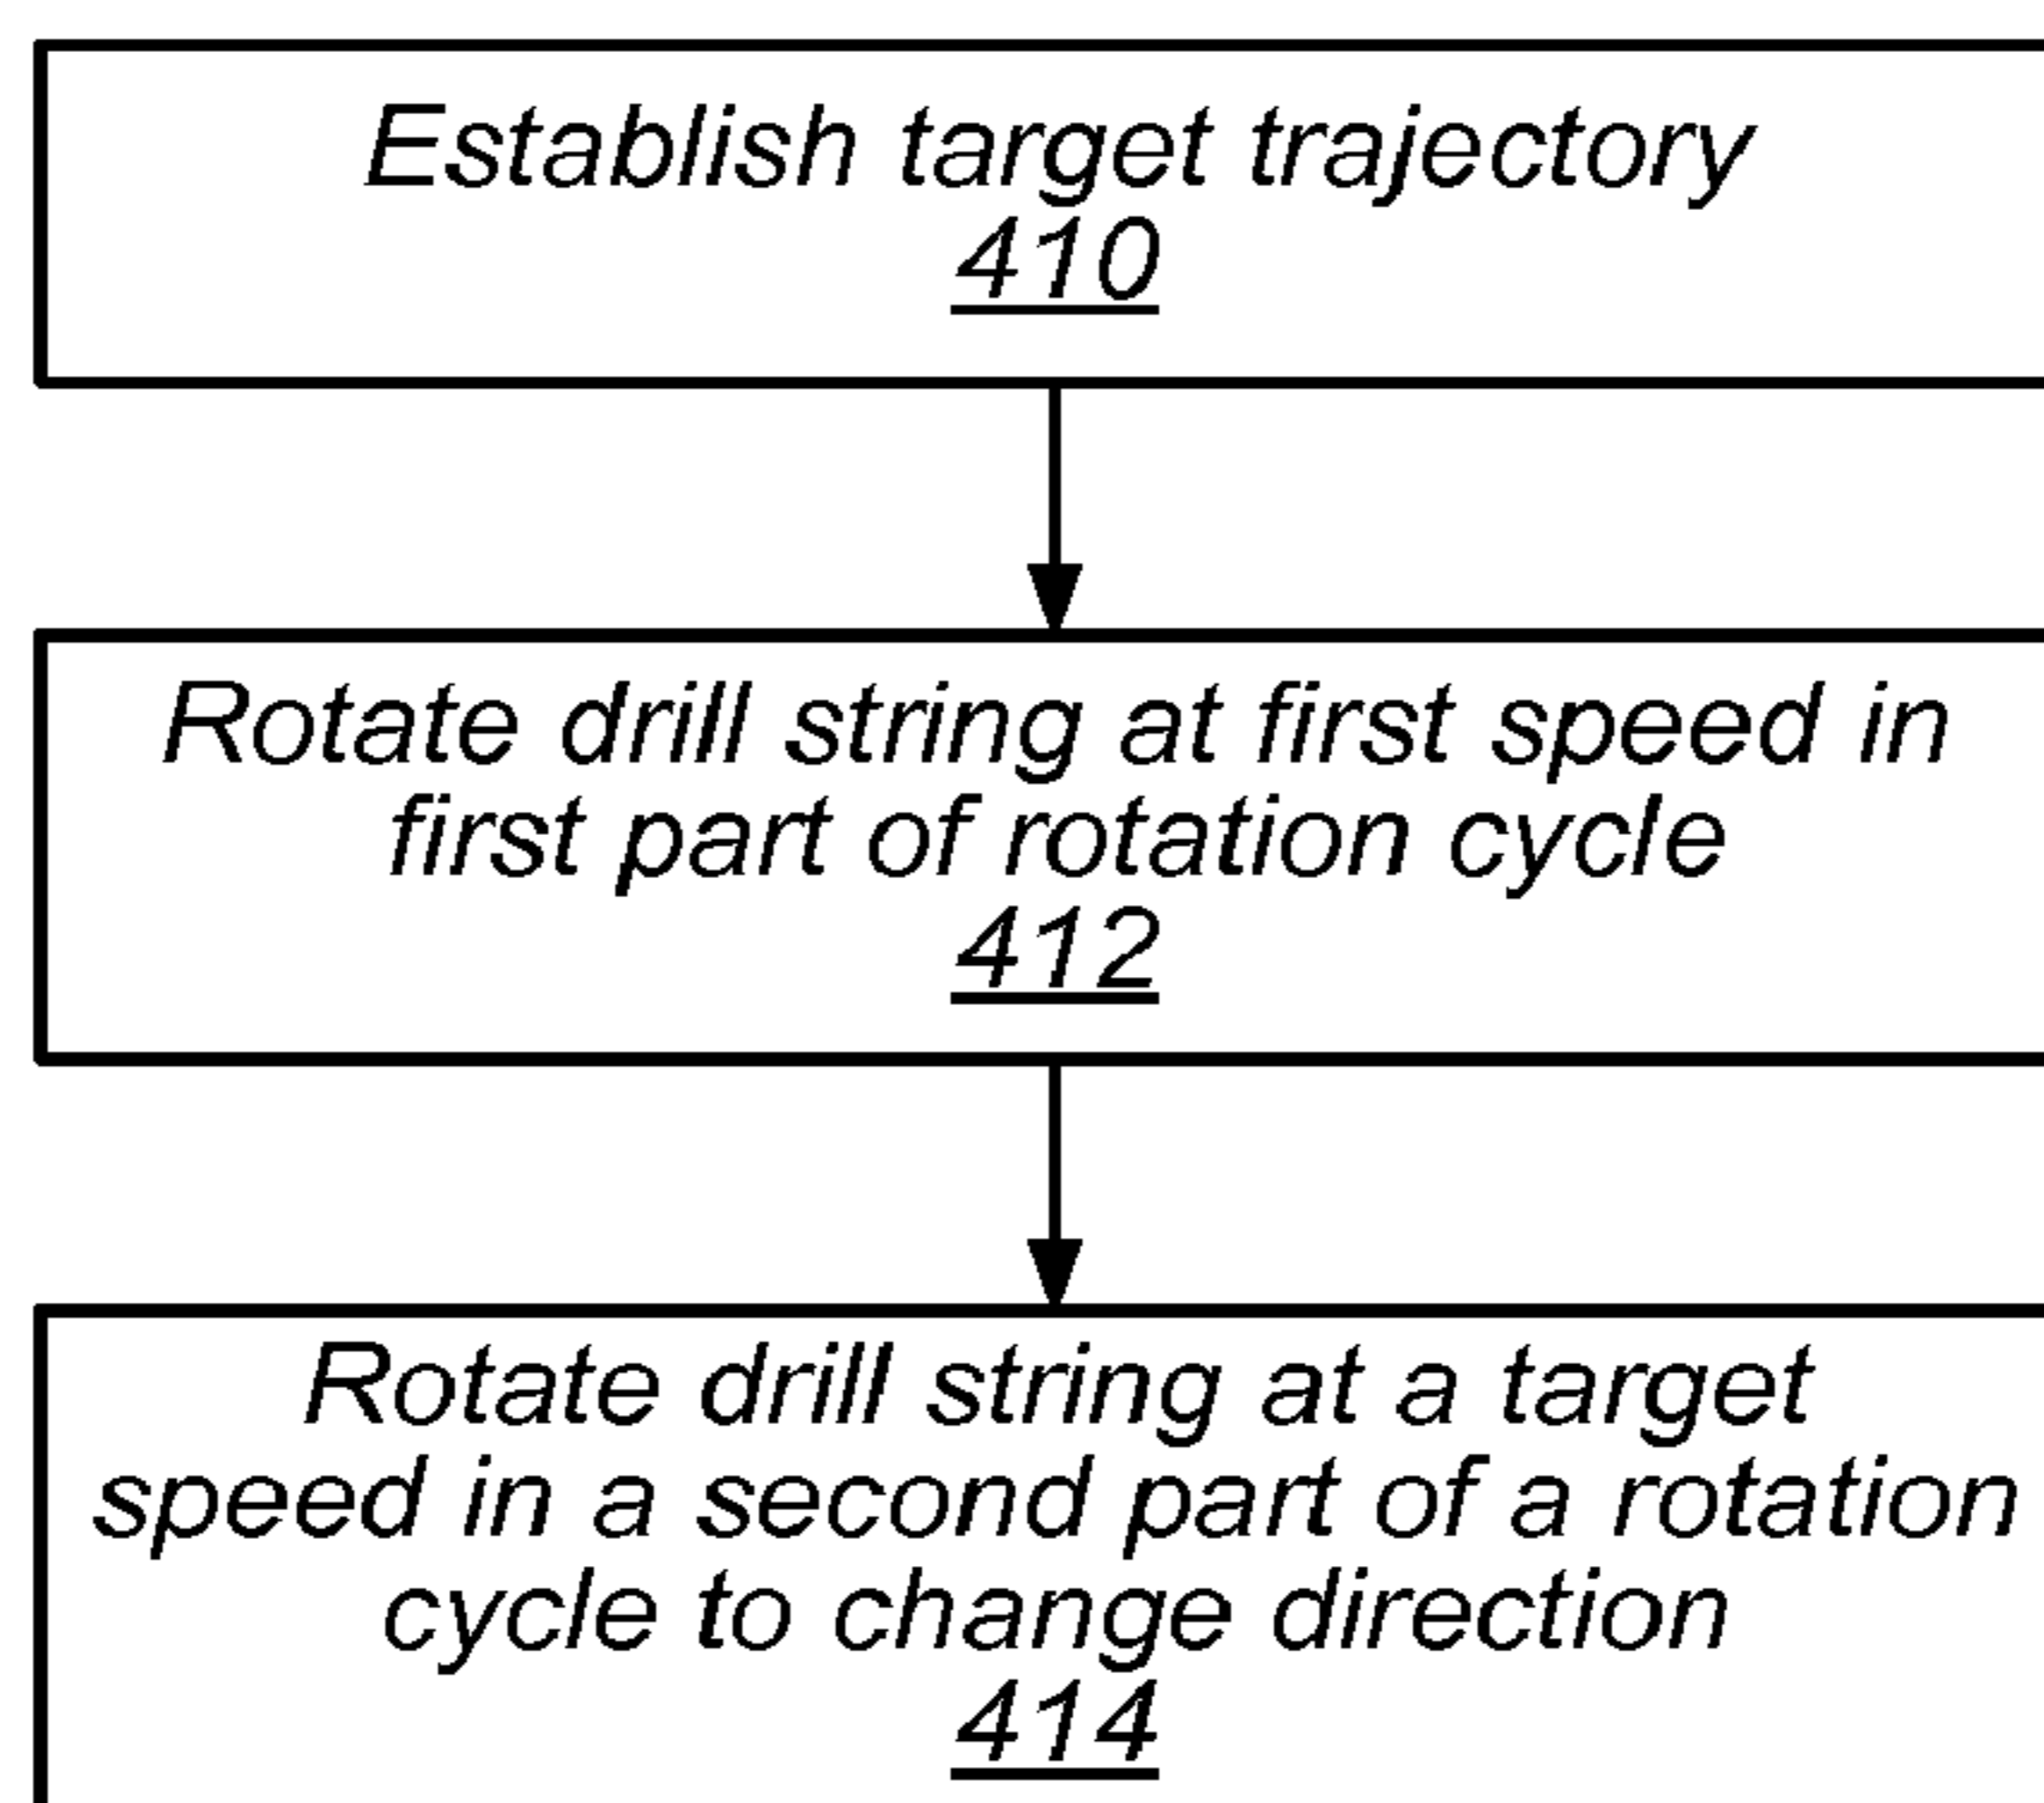 Establish target trajectory
410
Rotate drill string at first speed in
first part of rotation cycle
412
Rotate drill string at a target
speed in a second part of a rotation
cycle to change direction
414